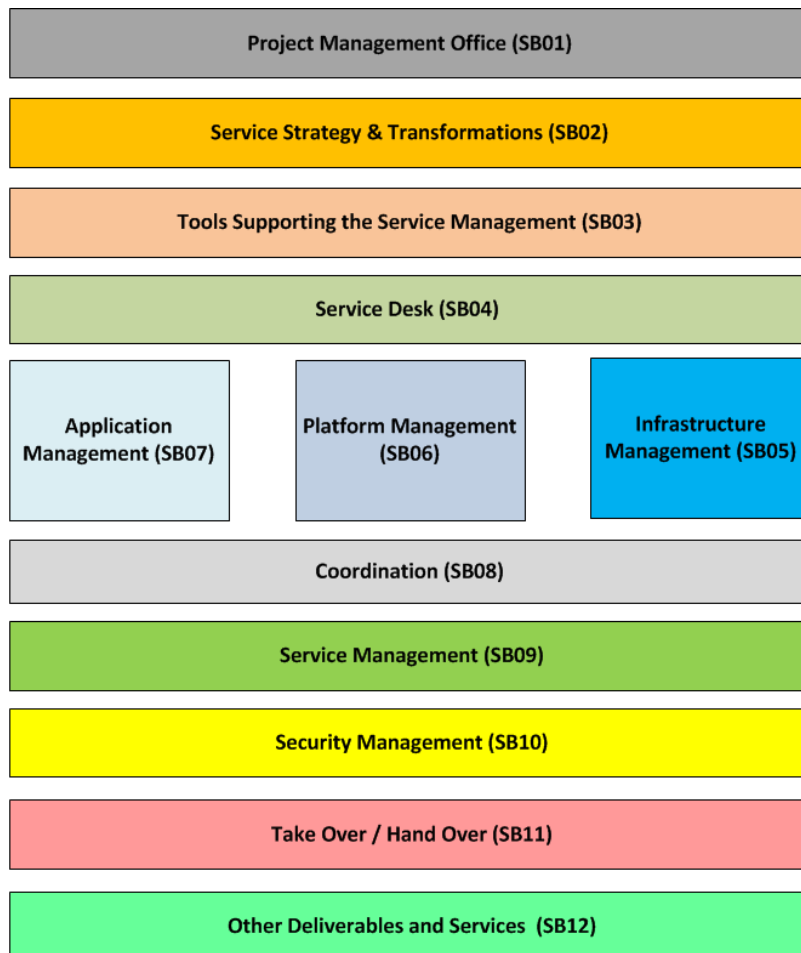 Project Management Office (SB01)
Service Strategy & Transformations (SB02)
Tools Supporting the Service Management (SB03)
Service Desk (SB04)
Application
Management (SB07)
Platform Management
(SB06)
Infrastructure
Management (SB05)
Coordination (SB08)
Service Management (SB09)
Security Management (SB10)
Take Over / Hand Over (SB11)
Other Deliverables and Services  (SB12)